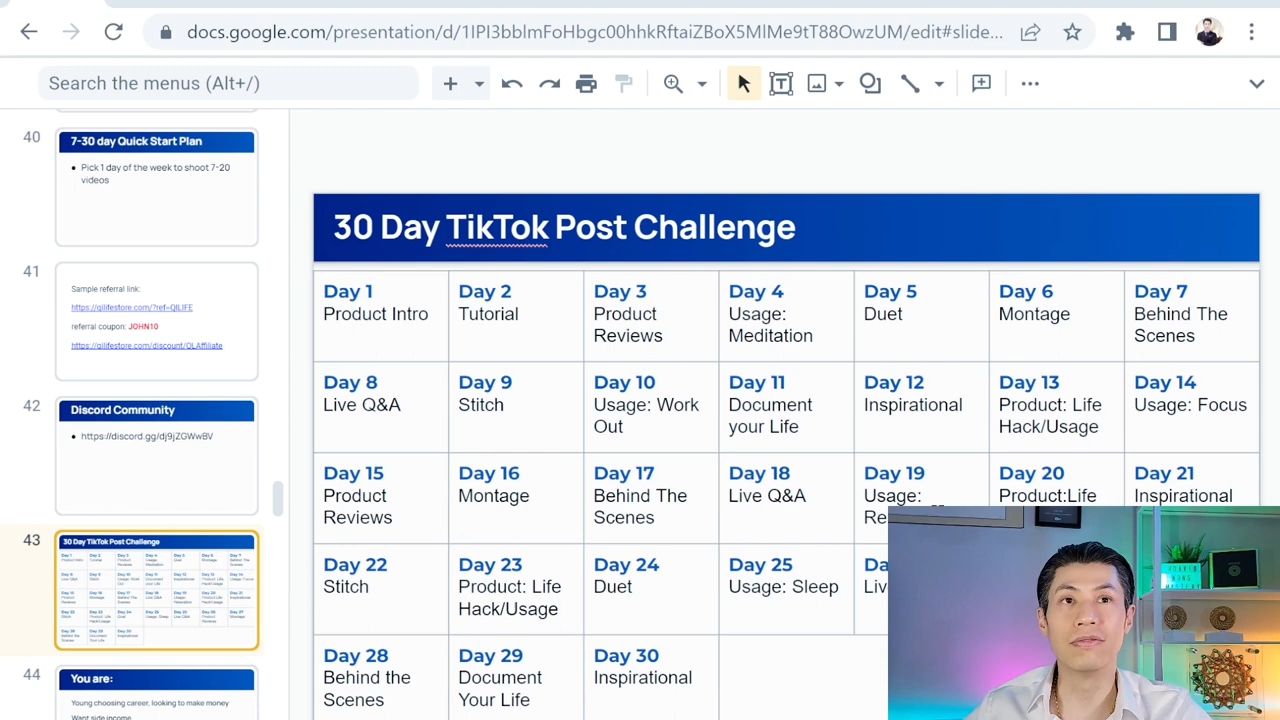 docs.google.com/presentation/d/1IPI3bblmFoHbgc00hhkRftaiZBoX5MlMe9tT88OwzUM/edit#slide...
Search the menus (Alt+/)
40
7-30 day Quick Start Plan
● Pick 1 day of the week to shoot 7-20
videos
41
Sample referral link:
https://qilifestore.com/?ref=QILIFE
referral coupon: JOHN10
https://qilifestore.com/discount/QLAffiliate
42
Discord Community
● https://discord.gg/dj9jZGWwBV
43
30 Day TikTok Post Challenge
44
You are:
Young choosing career, looking to make money
Want side income
30 Day TikTok Post Challenge
Day 1
Product Intro
Day 2
Tutorial
Day 3
Product
Reviews
Day 4
Usage:
Meditation
Day 5
Duet
Day 6
Montage
Day 7
Behind The
Scenes
Day 8
Live Q&A
Day 9
Stitch
Day 10
Usage: Work
Out
Day 11
Document
your Life
Day 12
Inspirational
Day 13
Product: Life
Hack/Usage
Day 14
Usage: Focus
Day 15
Product
Reviews
Day 16
Montage
Day 17
Behind The
Scenes
Day 18
Live Q&A
Day 19
Usage:
Re
Day 20
Product:Life
Day 21
Inspirational
Day 22
Stitch
Day 23
Product: Life
Hack/Usage
Day 24
Duet
Day 25
Usage: Sleep
Da
Liv
Day 28
Behind the
Scenes
Day 29
Document
Your Life
Day 30
Inspirational